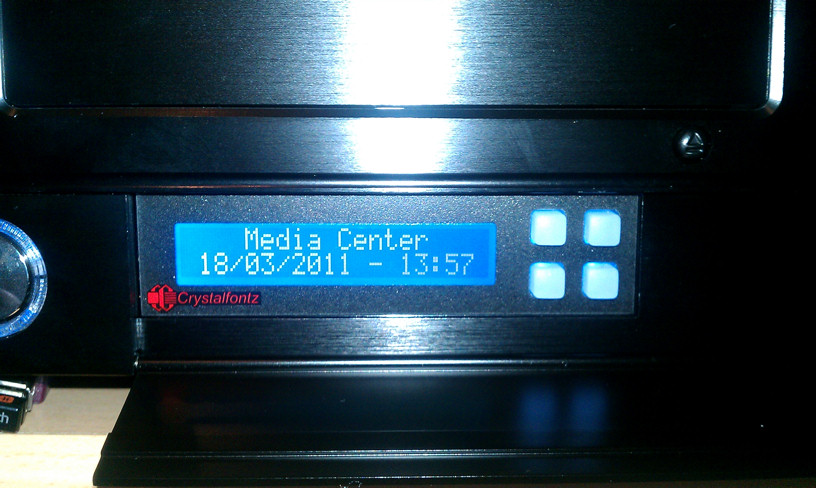 Media Center
18/03/2011 - 13:57
Crystalfontz